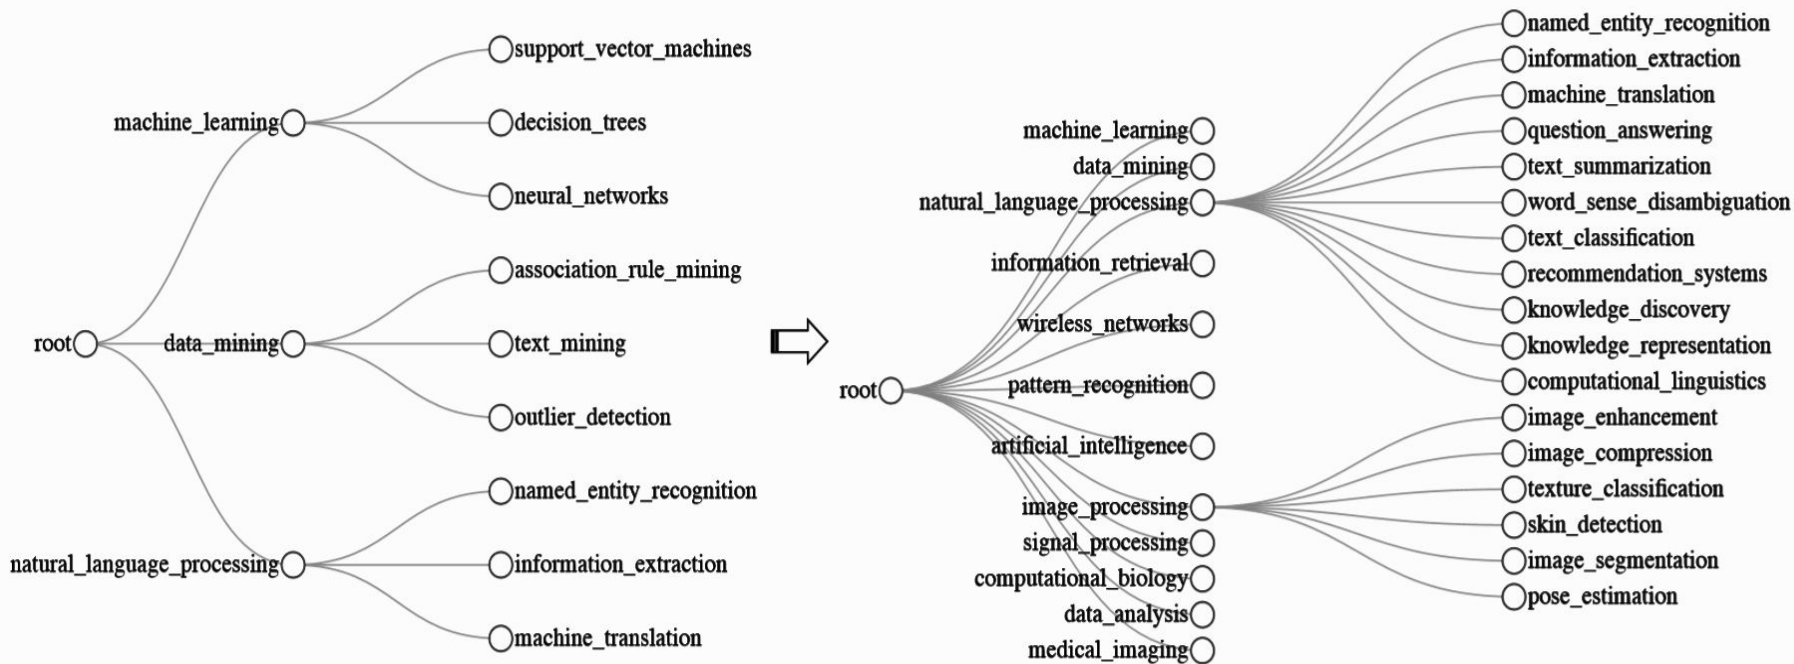 support_vector_machines
machine_learning
decision_trees
neural_networks
association_rule_mining
root
data_mining
text_mining
outlier_detection
named_entity_recognition
natural_language_processing
information_extraction
machine_translation
named_entity_recognition
information_extraction
machine_translation
machine_learning
question_answering
data_mining
text_summarization
natural_language_processing
word_sense_disambiguation
text_classification
information_retrieval
recommendation_systems
knowledge_discovery
wireless_networks
knowledge_representation
root
pattern_recognition
computational_linguistics
image_enhancement
artificial_intelligence
image_compression
texture_classification
image_processing
skin_detection
signal_processing
image_segmentation
computational_biology
pose_estimation
data_analysis
medical_imaging